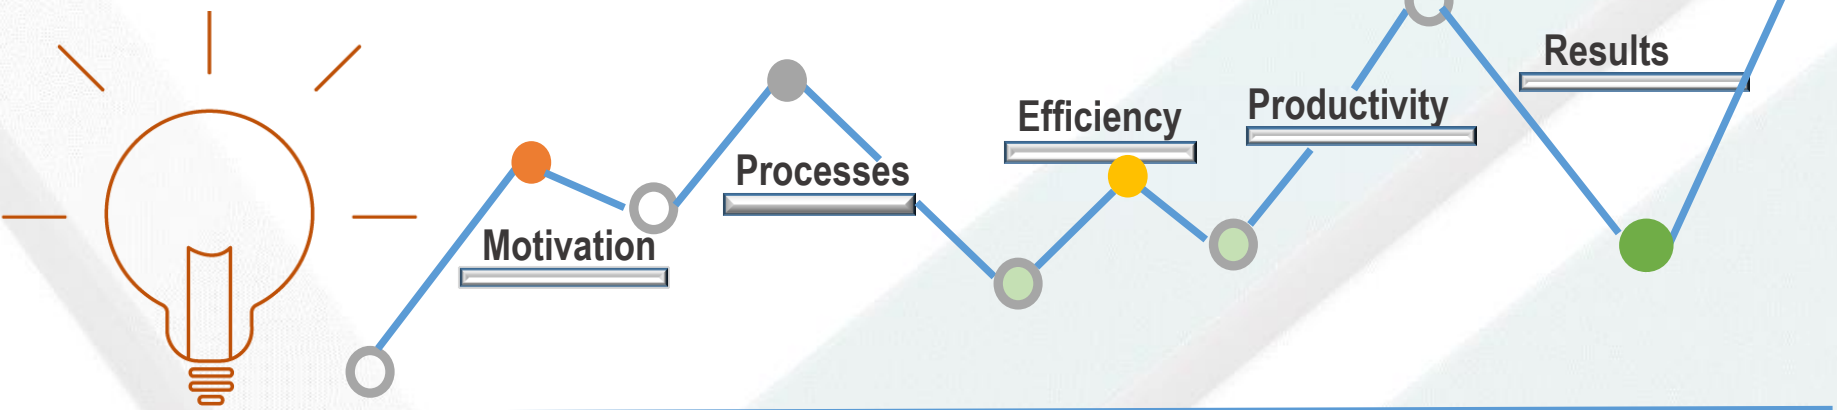 Motivation
Processes
Efficiency
Productivity
Results